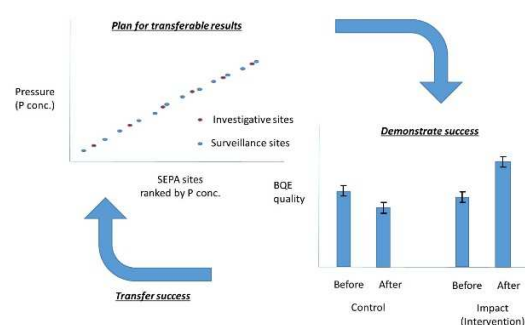 Plan for transferable results
Pressure
(P conc.)
Investigative sites
Surveillance sites
SEPA sites
ranked by P conc.
Demonstrate success
BQE
quality
Before
After
Before
After
Control
Impact
(Intervention)
Transfer success